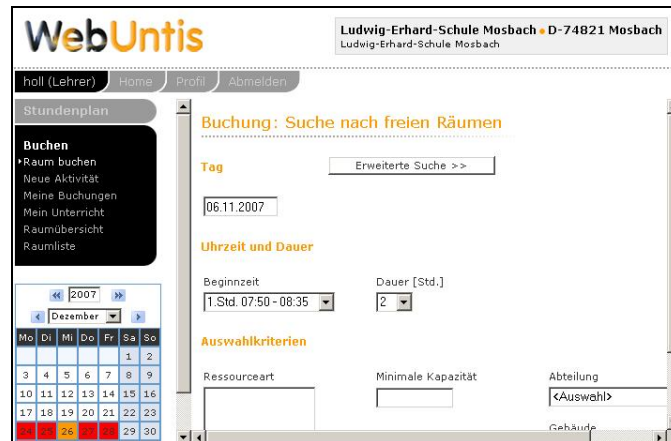 WebUntis
Ludwig-Erhard-Schule Mosbach • D-74821 Mosbach
Ludwig-Erhard-Schule Mosbach
holl (Lehrer) Home Profil Abmelden
Stundenplan
Buchen
Raum buchen
Neue Aktivität
Meine Buchungen
Mein Unterricht
Raumübersicht
Raumliste
2007
Dezember
Mo Di Mi Do Fr Sa So
1 2
3 4 5 6 7 8 9
10 11 12 13 14 15 16
17 18 19 20 21 22 23
24 25 26 27 28 29 30
Buchung: Suche nach freien Räumen
Tag Erweiterte Suche >>
06.11.2007
Uhrzeit und Dauer
Beginnzeit Dauer [Std.]
1.Std. 07:50 - 08:35 2
Auswahlkriterien
Ressourceart Minimale Kapazität Abteilung
<Auswahl>
Gebäude